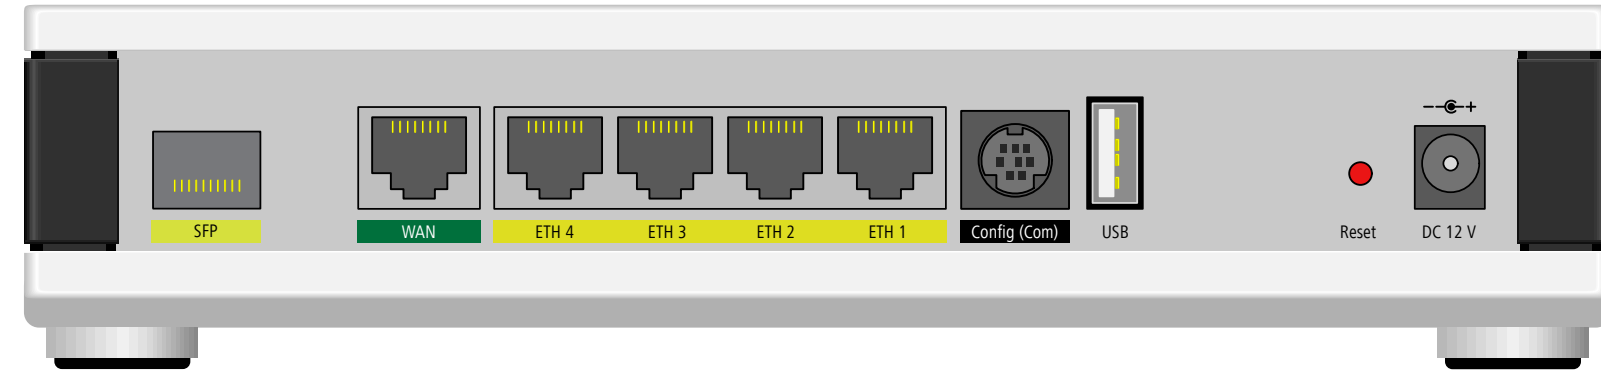 SFP
WAN
ETH 4
ETH 3
ETH 2
ETH 1
Config (Com)
USB
Reset
DC 12 V